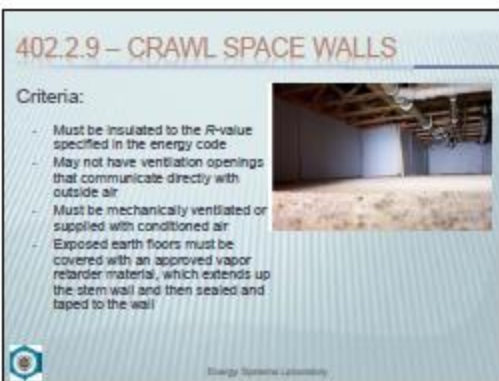 402.2.9 – CRAWL SPACE WALLS
Criteria:
- Must be insulated to the R-value
specified in the energy code
- May not have ventilation openings
that communicate directly with
outside air
- Must be mechanically ventilated or
supplied with conditioned air
- Exposed earth floors must be
covered with an approved vapor
retarder material, which extends up
the stem wall and then sealed and
taped to the wall
Energy Systems Laboratory